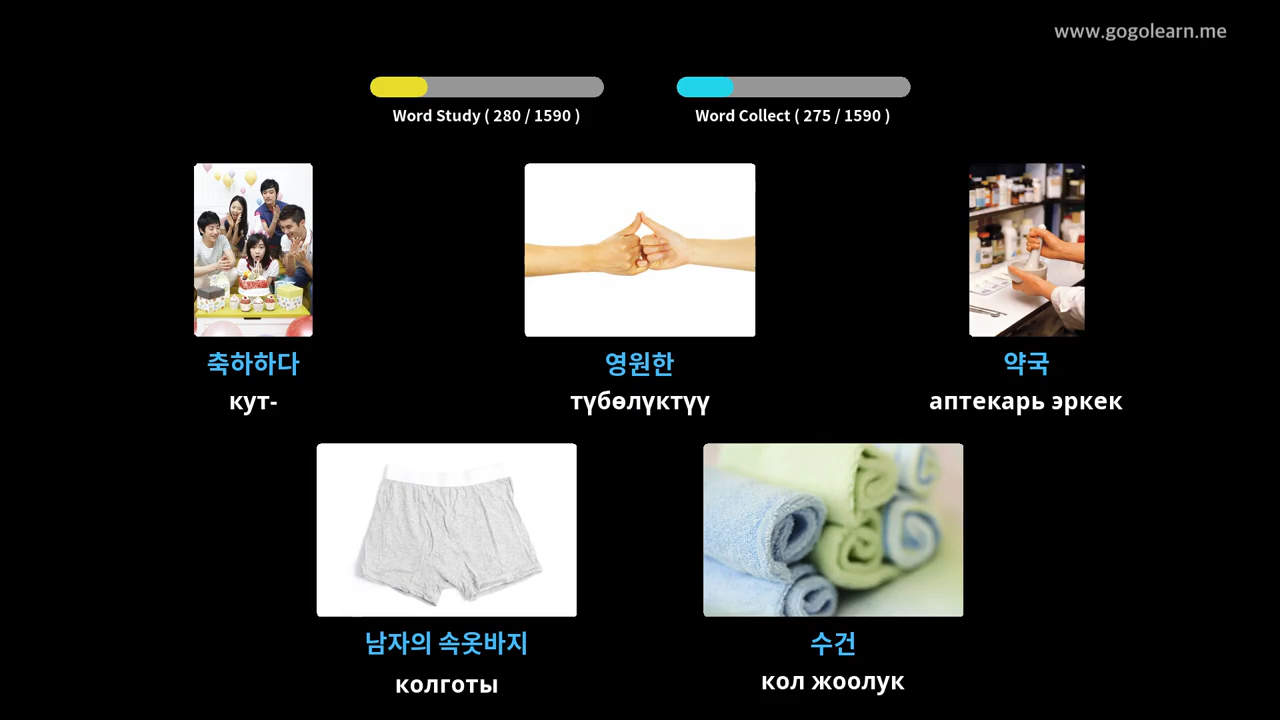 www.gogolearn.me
Word Study ( 280 / 1590 )
Word Collect ( 275 / 1590 )
축하하다
кут-
영원한
түбөлүктүү
약국
аптекарь эркек
남자의 속옷바지
колготы
수건
кол жоолук